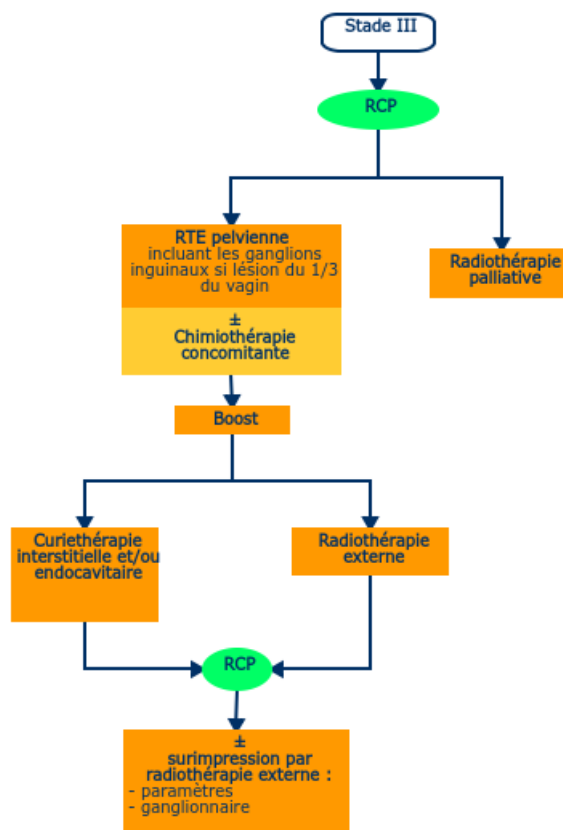 Stade III
RCP
RTE pelvienne
incluant les ganglions
inguinaux si lésion du 1/3
du vagin
Radiothérapie
palliative
±
Chimiothérapie
concomitante
Boost
Curiethérapie
interstitielle et/ou
endocavitaire
Radiothérapie
externe
RCP
±
surimpression par
radiothérapie externe :
- paramètres
- ganglionnaire